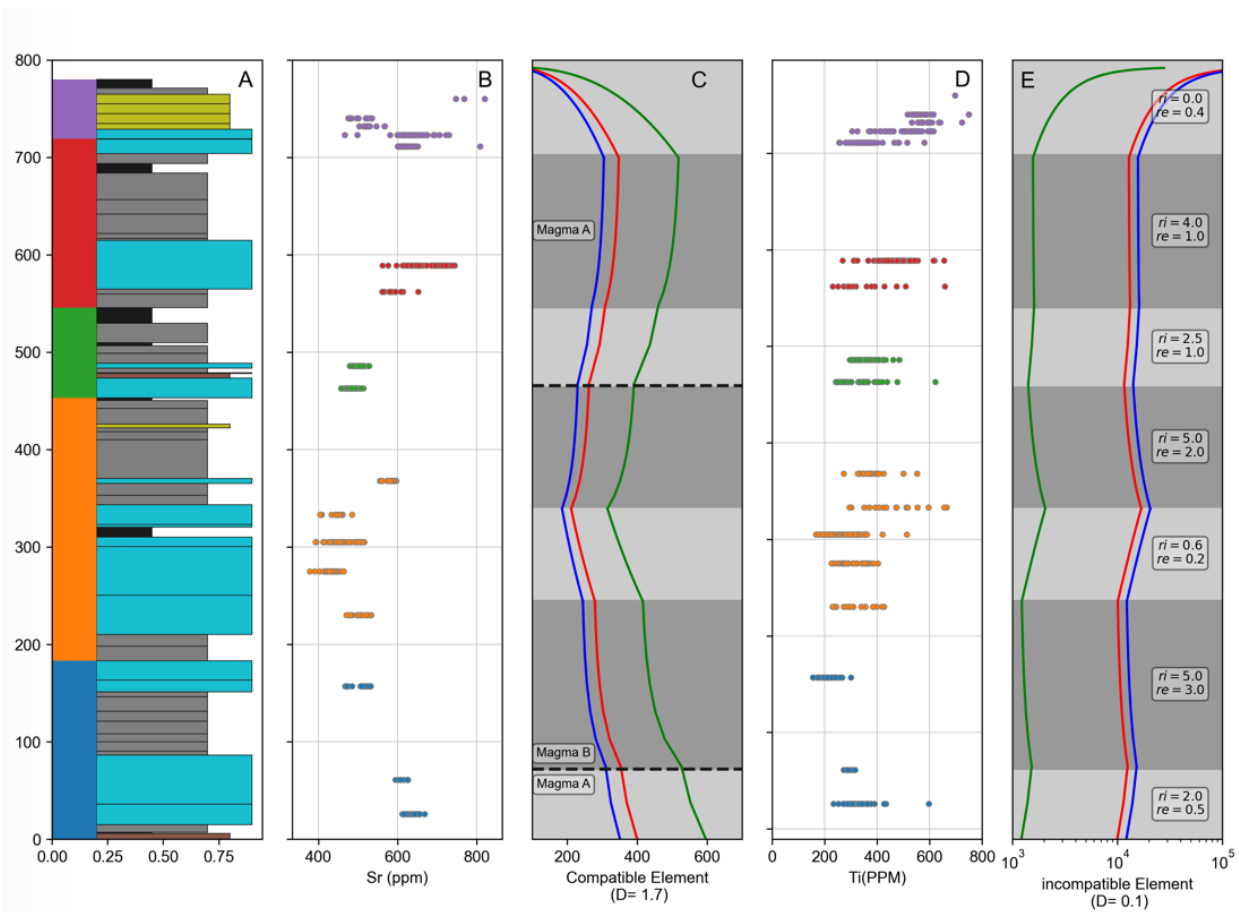 A
B
C
D
E
800
700
600
500
400
300
200
100
0
0.00 0.25 0.50 0.75
400 600 800
Sr (ppm)
Magma A
Magma B
Magma A
200 400 600
Compatible Element
(D= 1.7)
0 200 400 600 800
Ti(PPM)
ri = 0.0
re = 0.4
ri = 4.0
re = 1.0
ri = 2.5
re = 1.0
ri = 5.0
re = 2.0
ri = 0.6
re = 0.2
ri = 5.0
re = 3.0
ri = 2.0
re = 0.5
10³ 10⁴ 10⁵
incompatible Element
(D= 0.1)